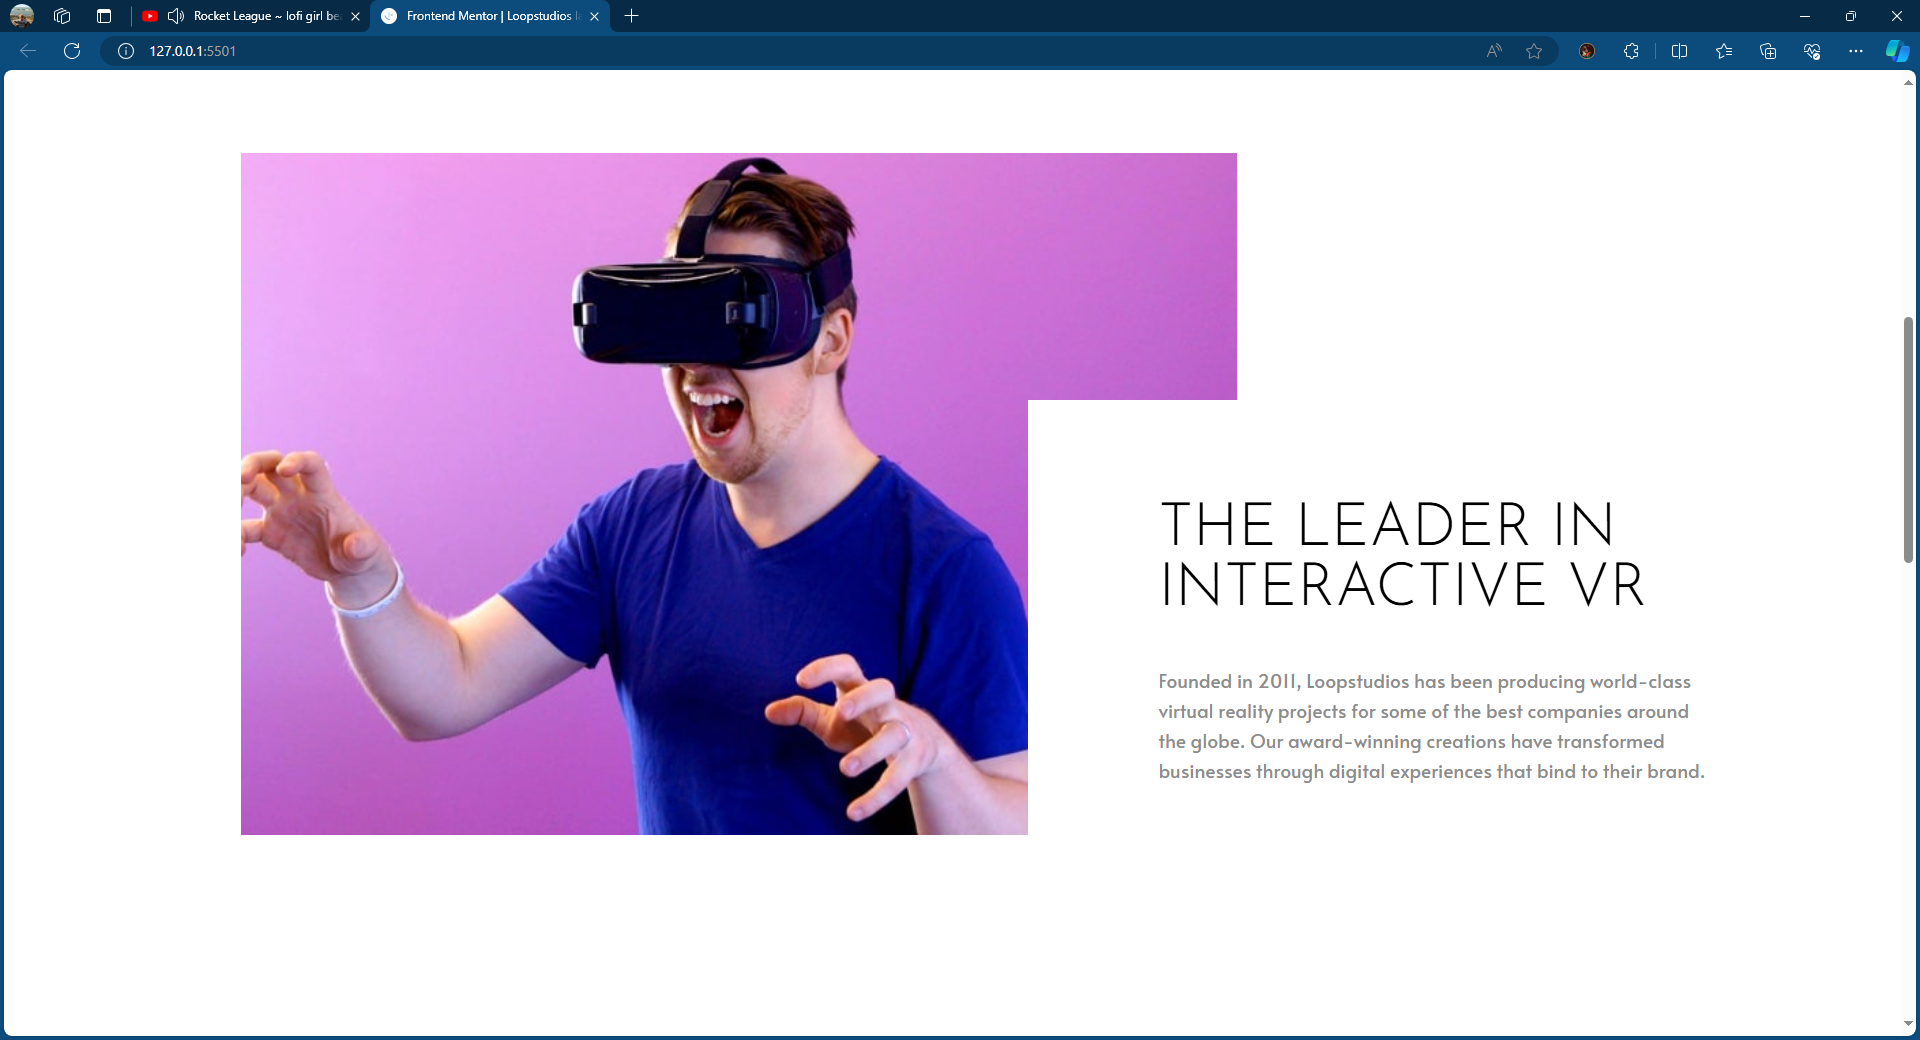 Rocket League ~ lofi girl be
Frontend Mentor | Loopstudios la
127.0.0.1:5501
THE LEADER IN
INTERACTIVE VR
Founded in 2011, Loopstudios has been producing world-class
virtual reality projects for some of the best companies around
the globe. Our award-winning creations have transformed
businesses through digital experiences that bind to their brand.